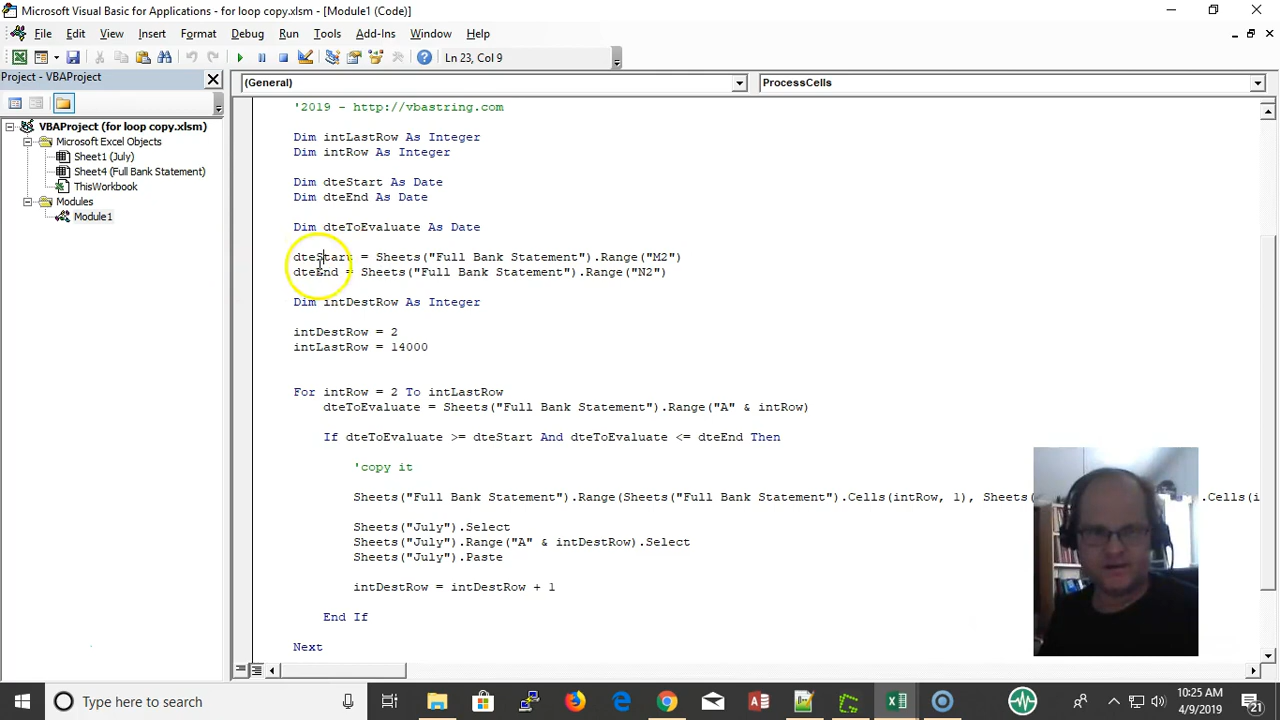 Microsoft Visual Basic for Applications - for loop copy.xlsm - [Module1 (Code)]
File Edit View Insert Format Debug Run Tools Add-Ins Window Help
Ln 23, Col 9
Project - VBAProject
(General) ProcessCells
VBAProject (for loop copy.xlsm)
Microsoft Excel Objects
Sheet1 (July)
Sheet4 (Full Bank Statement)
ThisWorkbook
Modules
Module1
'2019 - http://vbastring.com
Dim intLastRow As Integer
Dim intRow As Integer
Dim dteStart As Date
Dim dteEnd As Date
Dim dteToEvaluate As Date
dteStart = Sheets("Full Bank Statement").Range("M2")
dteEnd = Sheets("Full Bank Statement").Range("N2")
Dim intDestRow As Integer
intDestRow = 2
intLastRow = 14000
For intRow = 2 To intLastRow
dteToEvaluate = Sheets("Full Bank Statement").Range("A" & intRow)
If dteToEvaluate >= dteStart And dteToEvaluate <= dteEnd Then
'copy it
Sheets("Full Bank Statement").Range(Sheets("Full Bank Statement").Cells(intRow, 1), Sheets( .Cells(i
Sheets("July").Select
Sheets("July").Range("A" & intDestRow).Select
Sheets("July").Paste
intDestRow = intDestRow + 1
End If
Next
Type here to search
10:25 AM
4/9/2019
21